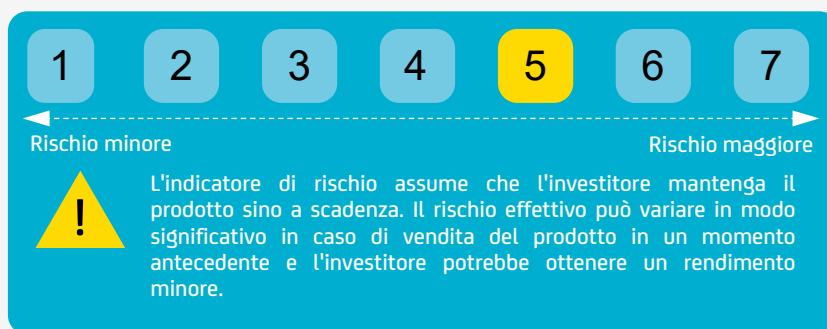 1 2 3 4 5 6 7
Rischio minore Rischio maggiore
!
L'indicatore di rischio assume che l'investitore mantenga il
prodotto sino a scadenza. Il rischio effettivo può variare in modo
significativo in caso di vendita del prodotto in un momento
antecedente e l'investitore potrebbe ottenere un rendimento
minore.